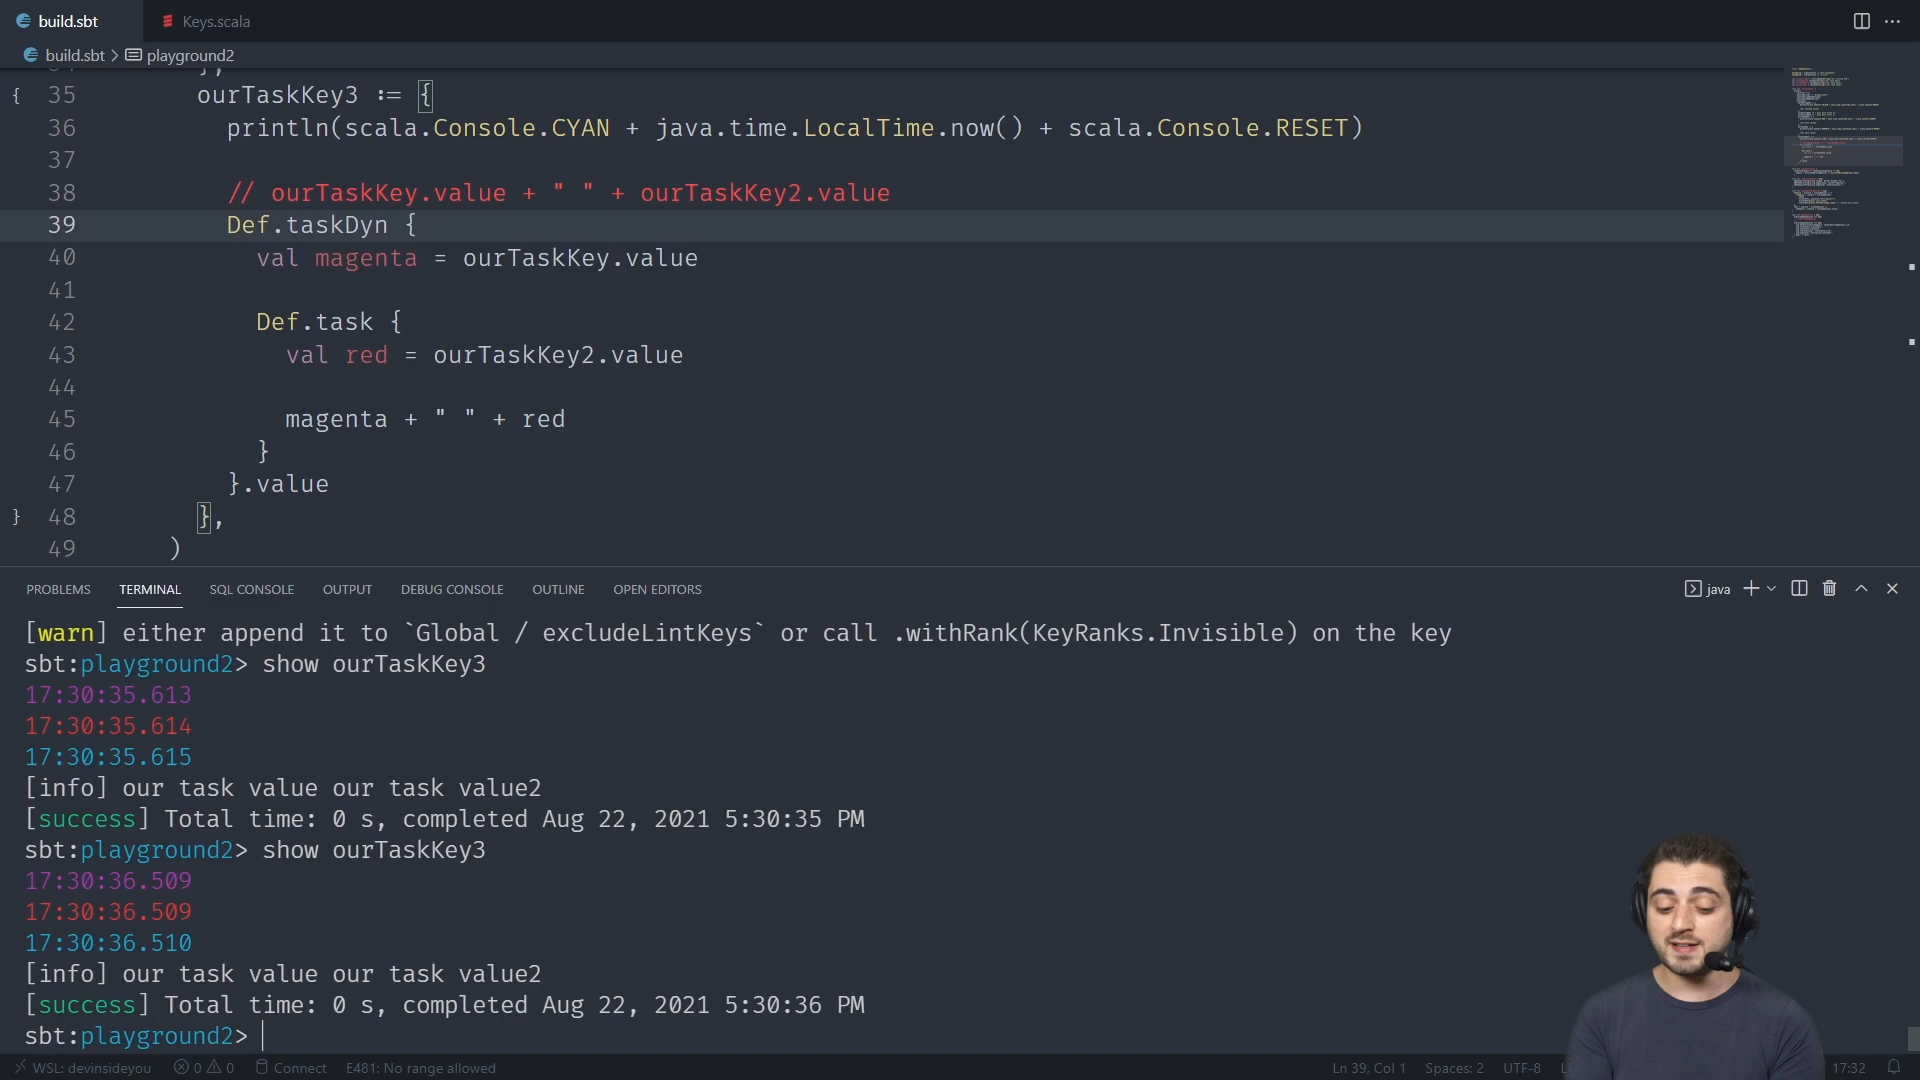 build.sbt
Keys.scala
build.sbt > playground2
{ 35 ourTaskKey3 := {
36 println(scala.Console.CYAN + java.time.LocalTime.now() + scala.Console.RESET)
37
38 // ourTaskKey.value + " " + ourTaskKey2.value
39 Def.taskDyn {
40 val magenta = ourTaskKey.value
41
42 Def.task {
43 val red = ourTaskKey2.value
44
45 magenta + " " + red
46 }
47 }.value
} 48 },
49 )
PROBLEMS TERMINAL SQL CONSOLE OUTPUT DEBUG CONSOLE OUTLINE OPEN EDITORS java
[warn] either append it to `Global / excludeLintKeys` or call .withRank(KeyRanks.Invisible) on the key
sbt:playground2> show ourTaskKey3
17:30:35.613
17:30:35.614
17:30:35.615
[info] our task value our task value2
[success] Total time: 0 s, completed Aug 22, 2021 5:30:35 PM
sbt:playground2> show ourTaskKey3
17:30:36.509
17:30:36.509
17:30:36.510
[info] our task value our task value2
[success] Total time: 0 s, completed Aug 22, 2021 5:30:36 PM
sbt:playground2>
WSL: devinsideyou 0 0 Connect E481: No range allowed Ln 39, Col 1 Spaces: 2 UTF-8 17:32